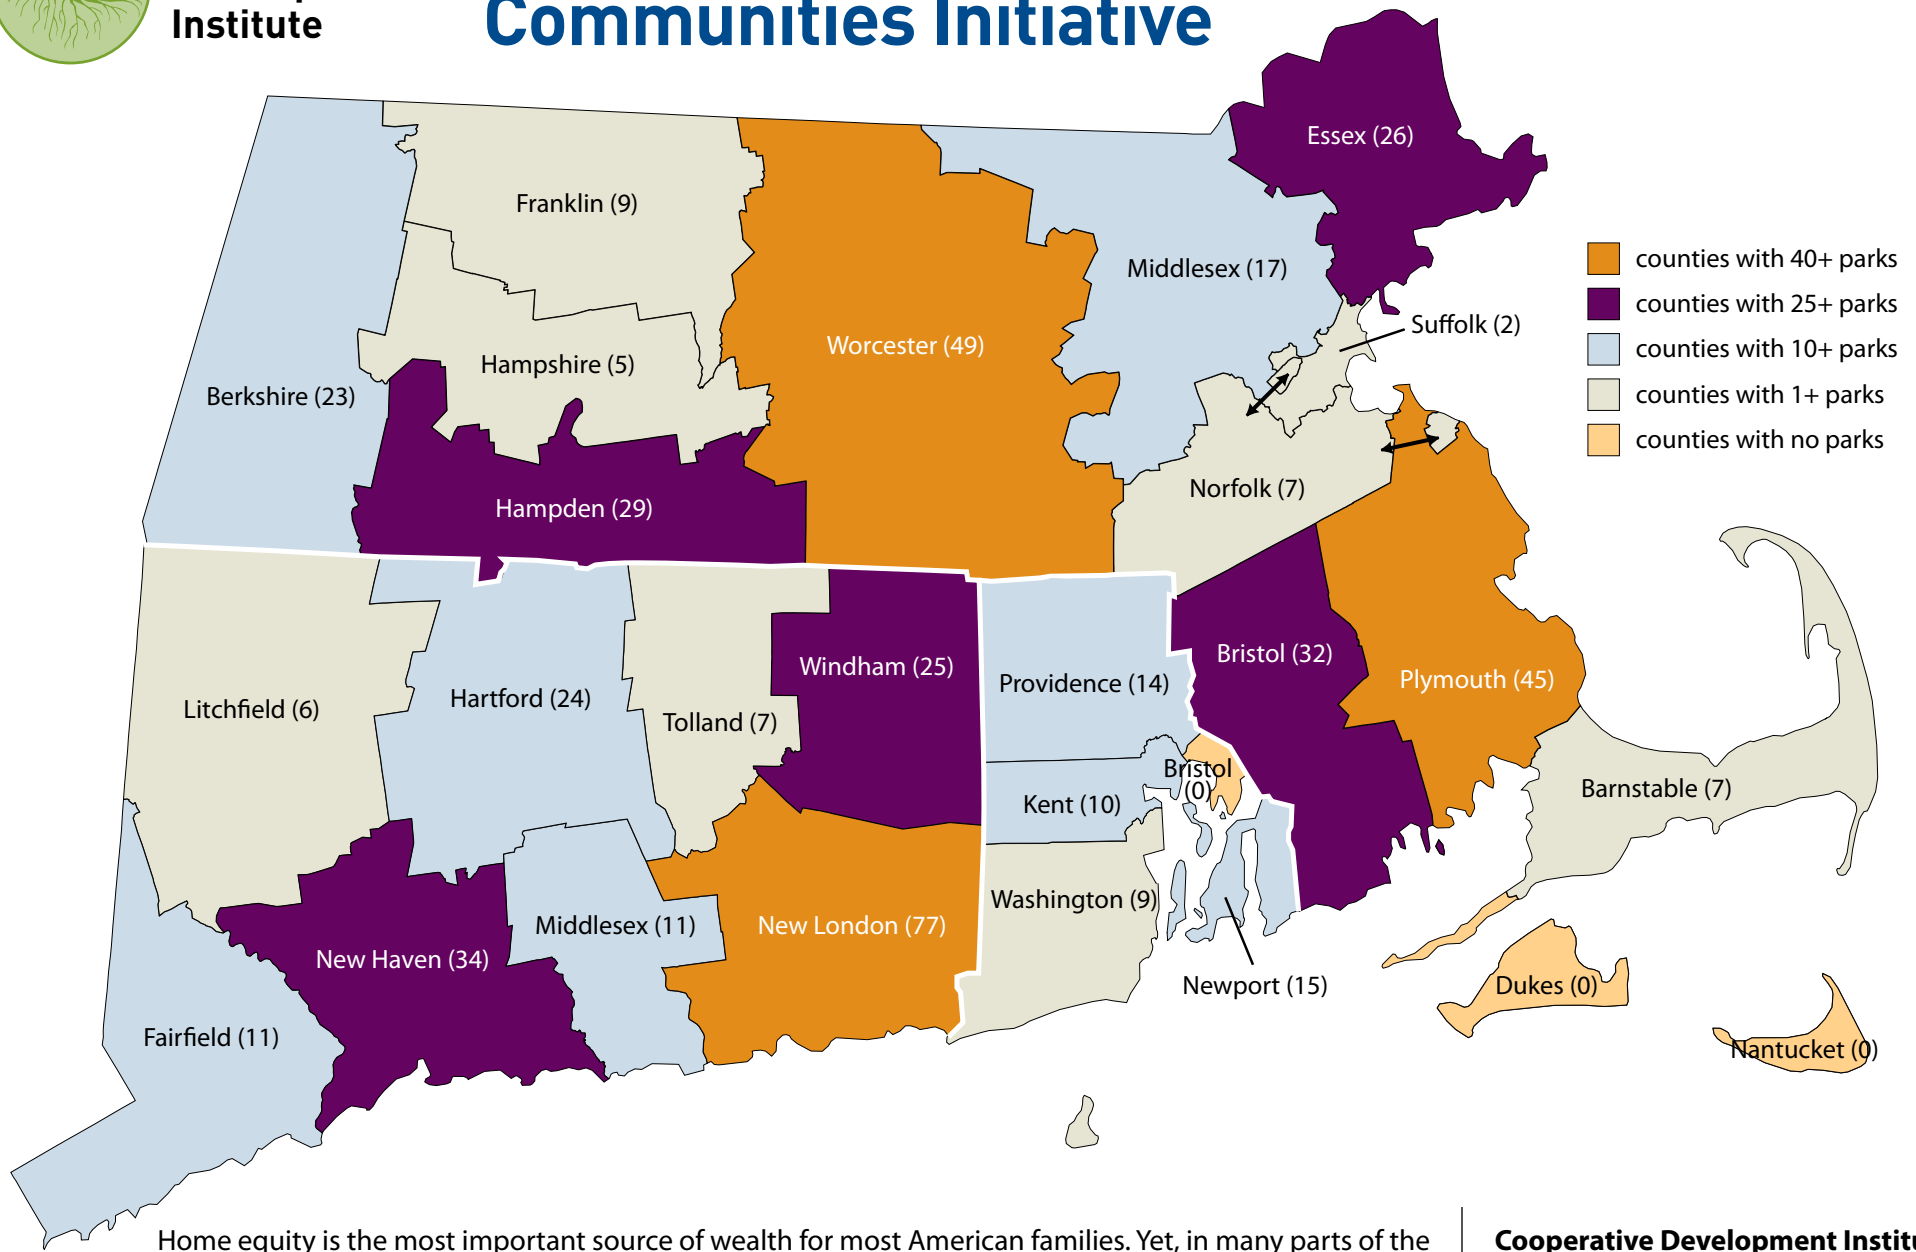 Institute
Communities Initiative
Essex (26)
Franklin (9)
Middlesex (17)
counties with 40+ parks
counties with 25+ parks
counties with 10+ parks
counties with 1+ parks
counties with no parks
Suffolk (2)
Worcester (49)
Hampshire (5)
Berkshire (23)
Norfolk (7)
Hampden (29)
Bristol (32)
Windham (25)
Providence (14)
Plymouth (45)
Hartford (24)
Litchfield (6)
Tolland (7)
Bristol
(0)
Barnstable (7)
Kent (10)
Washington (9)
Middlesex (11)
New London (77)
New Haven (34)
Newport (15)
Dukes (0)
Fairfield (11)
Nantucket (0)
Home equity is the most important source of wealth for most American families. Yet, in many parts of the
Cooperative Development